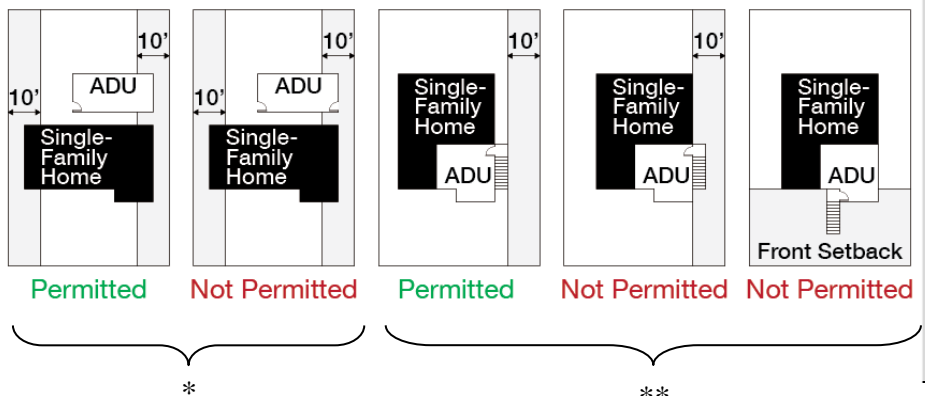 10’
ADU
10’
Single-
Family
Home
Permitted
10’
ADU
10’
Single-
Family
Home
Not Permitted
10’
Single-
Family
Home
ADU
Permitted
10’
Single-
Family
Home
ADU
Not Permitted
Single-
Family
Home
ADU
Front Setback
Not Permitted
*
**